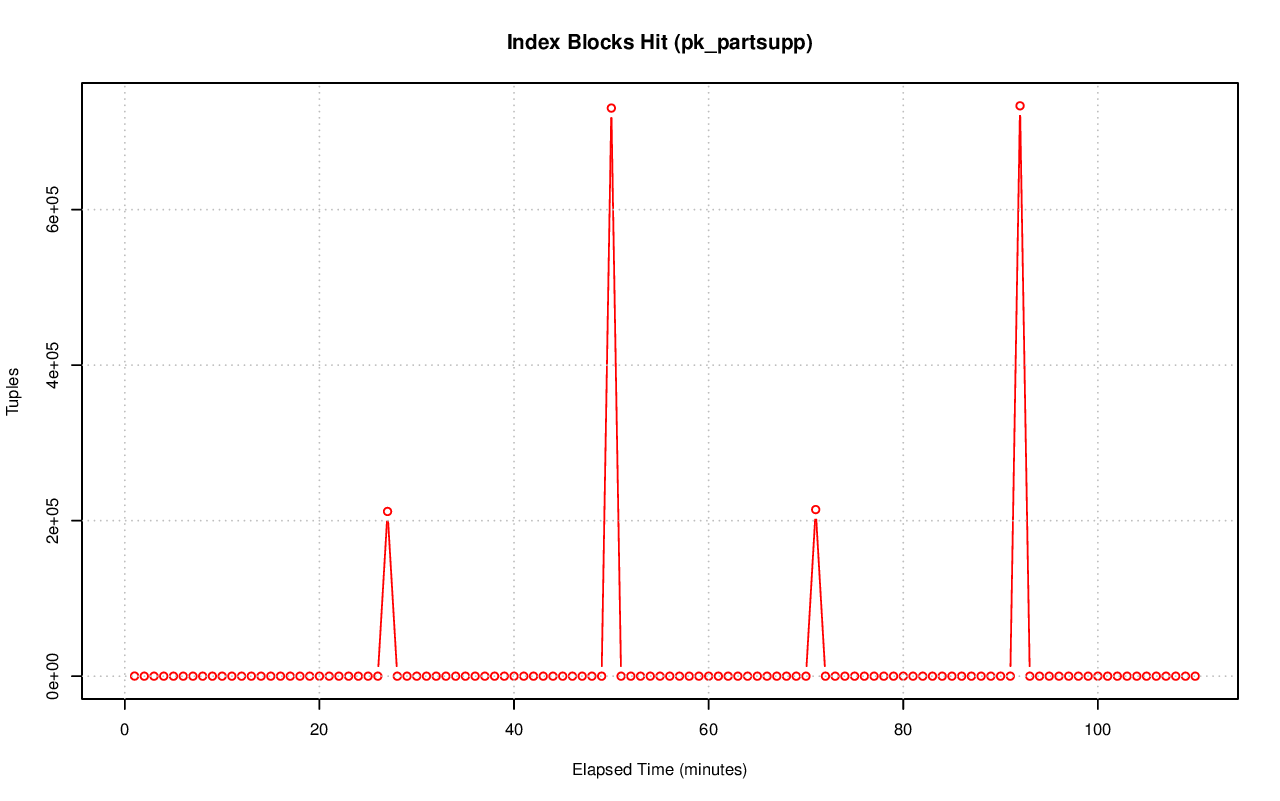 Index Blocks Hit (pk_partsupp)
Tuples
6e+05
4e+05
2e+05
0e+00
0 20 40 60 80 100
Elapsed Time (minutes)